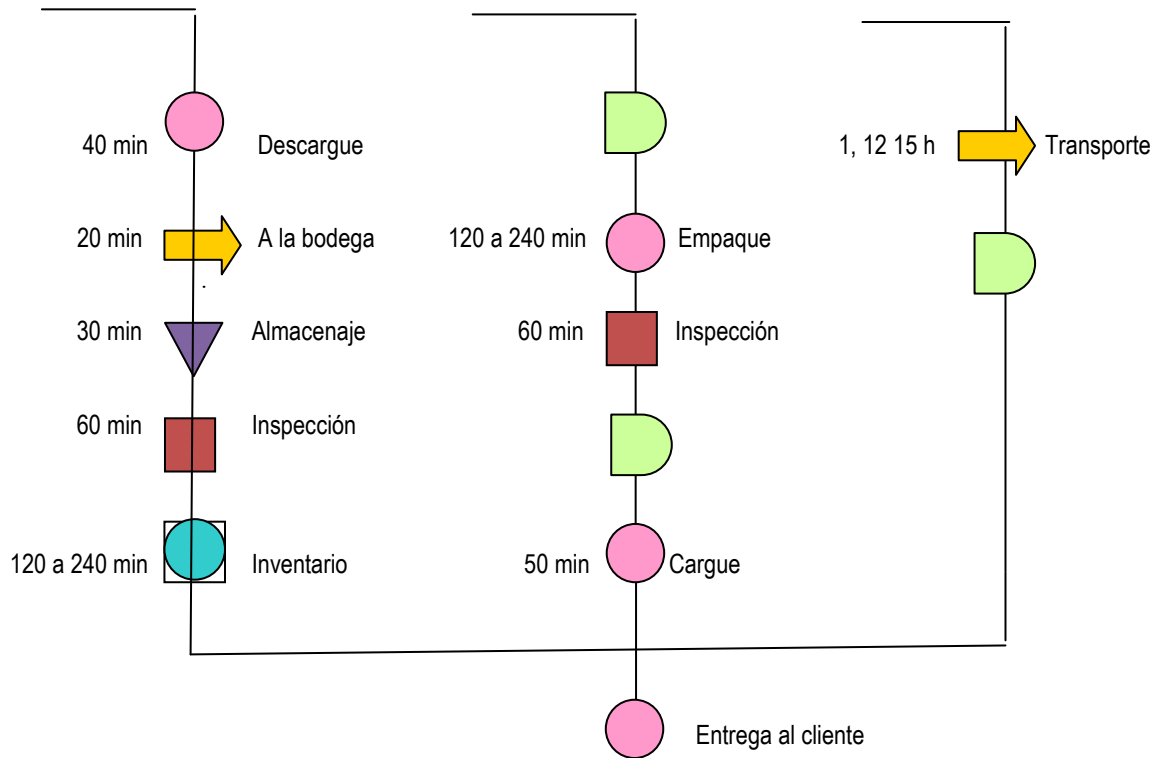 40 min Descargue
20 min A la bodega
30 min Almacenaje
60 min Inspección
120 a 240 min Inventario
120 a 240 min Empaque
60 min Inspección
50 min Cargue
1, 12 15 h Transporte
Entrega al cliente